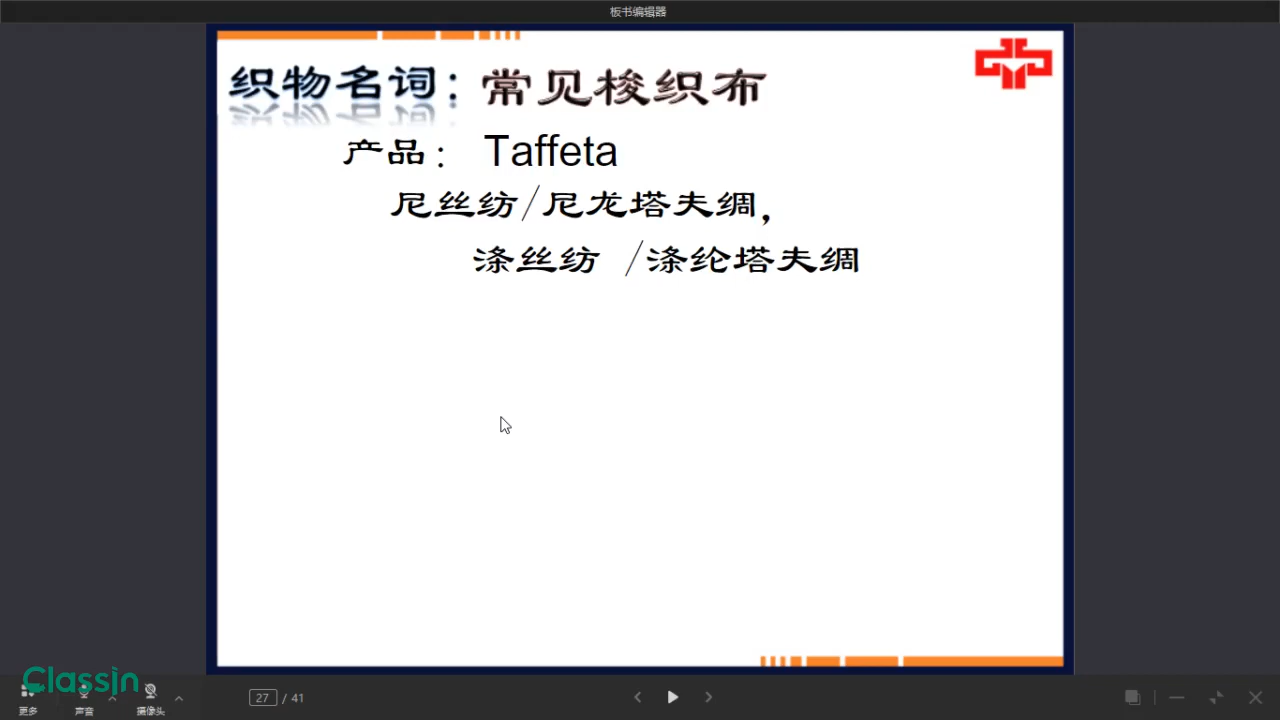 板书编辑器
织物名词：常见梭织布
产品： Taffeta
尼丝纺/尼龙塔夫绸，
涤丝纺 /涤纶塔夫绸
ClassIn
更多
声音
摄像头
27 / 41